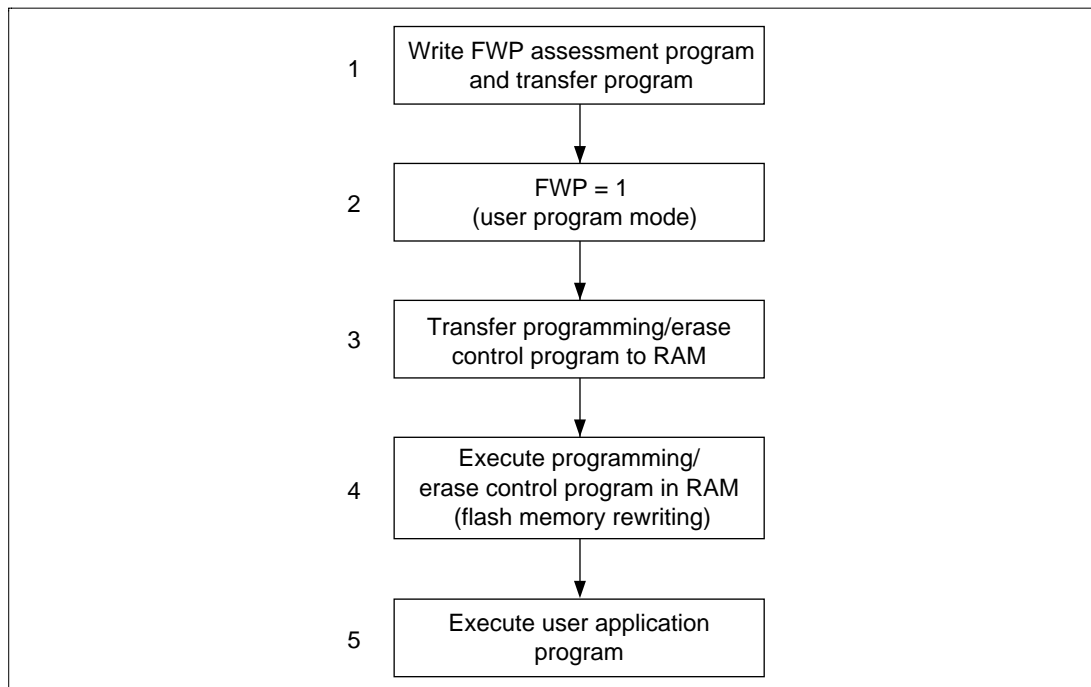 1
Write FWP assessment program
and transfer program
2
FWP = 1
(user program mode)
3
Transfer programming/erase
control program to RAM
4
Execute programming/
erase control program in RAM
(flash memory rewriting)
5
Execute user application
program